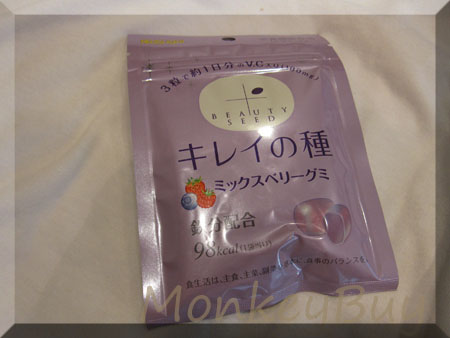 3粒で約1日分のV.C
BEAUTY
SEED
キレイの種
ミックスベリーグミ
鉄分配合
98kcal
食生活は、主食、主菜、副菜を基本に、食事のバランスを。
MonkeyBug